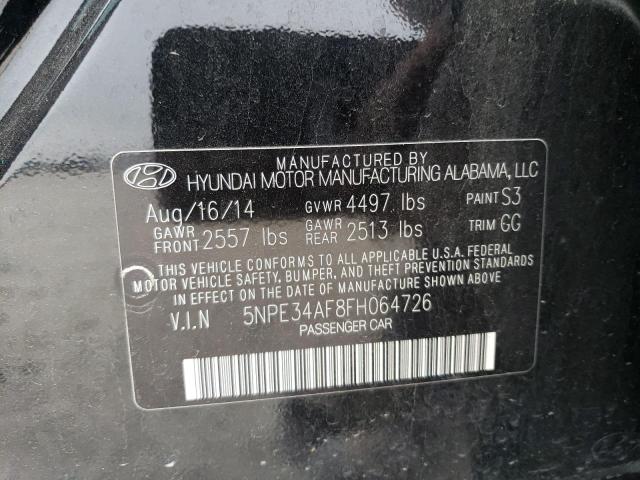 MANUFACTURED BY
HYUNDAI MOTOR MANUFACTURING ALABAMA, LLC
Aug/16/14 GVWR 4497 lbs PAINT S3
GAWR FRONT 2557 lbs GAWR REAR 2513 lbs TRIM GG
THIS VEHICLE CONFORMS TO ALL APPLICABLE U.S.A. FEDERAL
MOTOR VEHICLE SAFETY, BUMPER, AND THEFT PREVENTION STANDARDS
IN EFFECT ON THE DATE OF MANUFACTURE SHOWN ABOVE.
V.I.N 5NPE34AF8FH064726
PASSENGER CAR